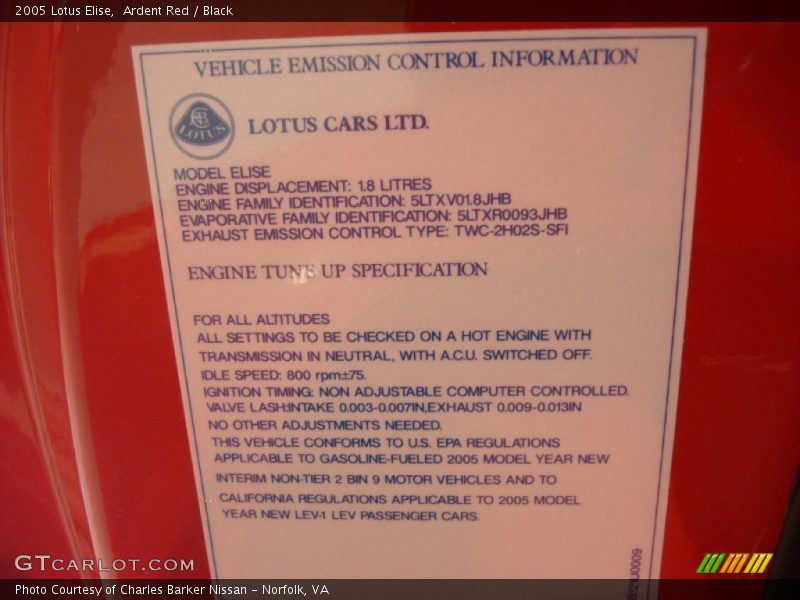 2005 Lotus Elise,  Ardent Red / Black
VEHICLE EMISSION CONTROL INFORMATION
LOTUS
LOTUS CARS LTD.
MODEL ELISE
ENGINE DISPLACEMENT: 1.8 LITRES
ENGINE FAMILY IDENTIFICATION: 5LTXV01.8JHB
EVAPORATIVE FAMILY IDENTIFICATION: 5LTXR0093JHB
EXHAUST EMISSION CONTROL TYPE: TWC-2H02S-SFI
ENGINE TUNE UP SPECIFICATION
FOR ALL ALTITUDES
ALL SETTINGS TO BE CHECKED ON A HOT ENGINE WITH
TRANSMISSION IN NEUTRAL, WITH A.C.U. SWITCHED OFF.
IDLE SPEED: 800 rpm±75.
IGNITION TIMING: NON ADJUSTABLE COMPUTER CONTROLLED.
VALVE LASH:INTAKE 0.003-0.007IN,EXHAUST 0.009-0.013IN
NO OTHER ADJUSTMENTS NEEDED.
THIS VEHICLE CONFORMS TO U.S. EPA REGULATIONS
APPLICABLE TO GASOLINE-FUELED 2005 MODEL YEAR NEW
INTERIM NON-TIER 2 BIN 9 MOTOR VEHICLES AND TO
CALIFORNIA REGULATIONS APPLICABLE TO 2005 MODEL
YEAR NEW LEV-1 LEV PASSENGER CARS.
GTCARLOT.COM
Photo Courtesy of Charles Barker Nissan - Norfolk, VA